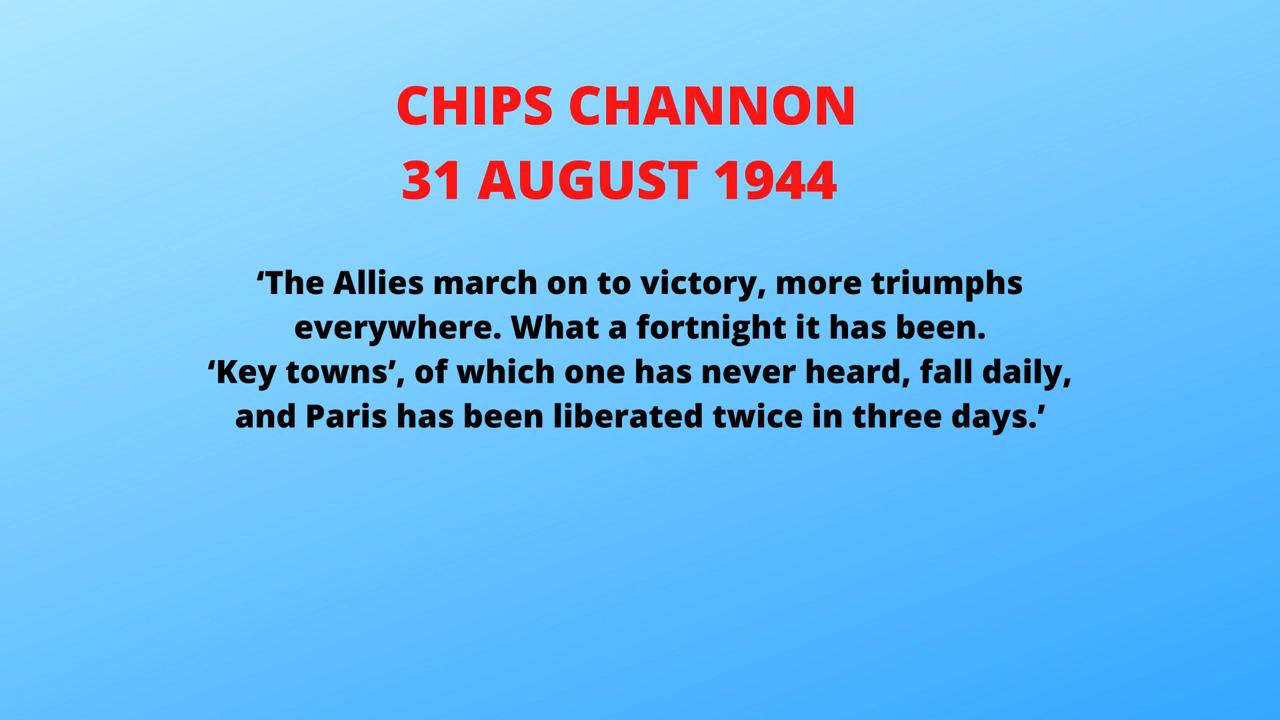 CHIPS CHANNON
31 AUGUST 1944
‘The Allies march on to victory, more triumphs
everywhere. What a fortnight it has been.
‘Key towns’, of which one has never heard, fall daily,
and Paris has been liberated twice in three days.’